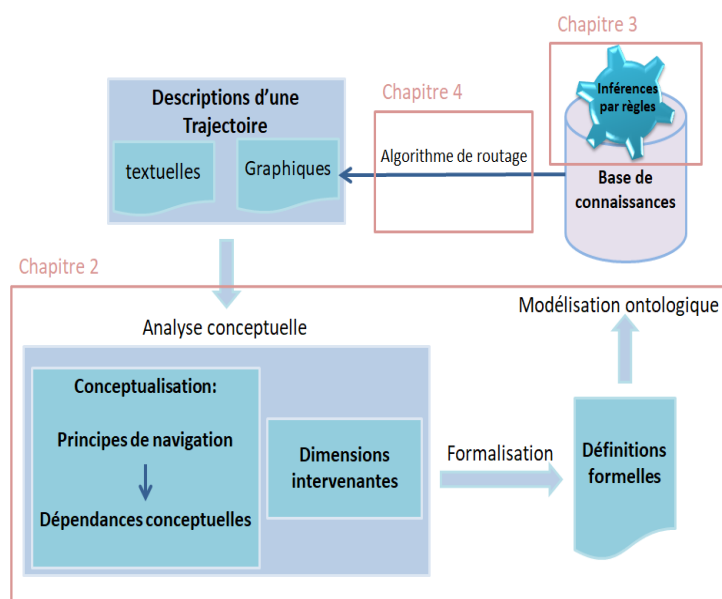 Chapitre 3
Inférences
par règles
Base de
connaissances
Chapitre 4
Algorithme de routage
Descriptions d'une
Trajectoire
textuelles
Graphiques
Chapitre 2
Analyse conceptuelle
Conceptualisation:
Principes de navigation
Dépendances conceptuelles
Dimensions
intervenantes
Formalisation
Définitions
formelles
Modélisation ontologique